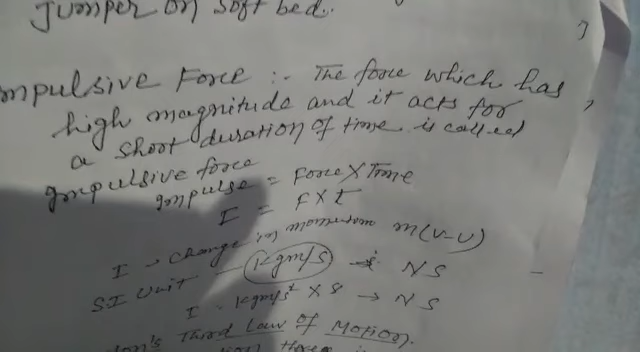 Jumper on soft bed.
mpulsive Force :- The force which has
high magnitude and it acts for
a short duration of time is called
Impulsive force
Impulse = Force X Time
I = F X t
I → change in momentum m(v-u)
S.I Unit - kgm/s → NS
I - kgm/s² X s → NS
on's Third Law of Motion.